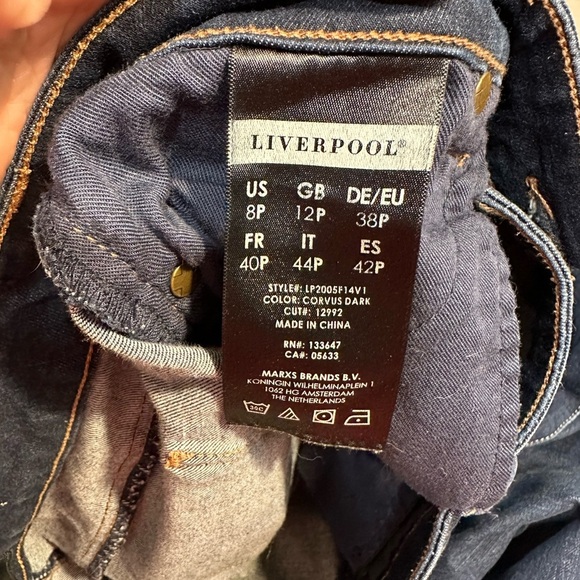 LIVERPOOL®
US GB DE/EU
8P 12P 38P
FR IT ES
40P 44P 42P
STYLE#: LP2005F14V1
COLOR: CORVUS DARK
CUT#: 12992
MADE IN CHINA
RN#: 133647
CA#: 05633
MARXS BRANDS B.V.
KONINGIN WILHELMINAPLEIN 1
1062 HG AMSTERDAM
THE NETHERLANDS